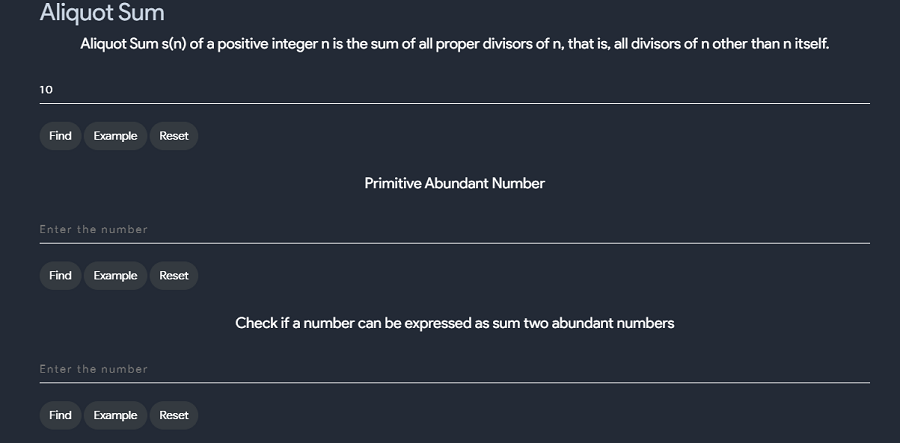 Aliquot Sum
Aliquot Sum s(n) of a positive integer n is the sum of all proper divisors of n, that is, all divisors of n other than n itself.
10
Find Example Reset
Primitive Abundant Number
Enter the number
Find Example Reset
Check if a number can be expressed as sum two abundant numbers
Enter the number
Find Example Reset